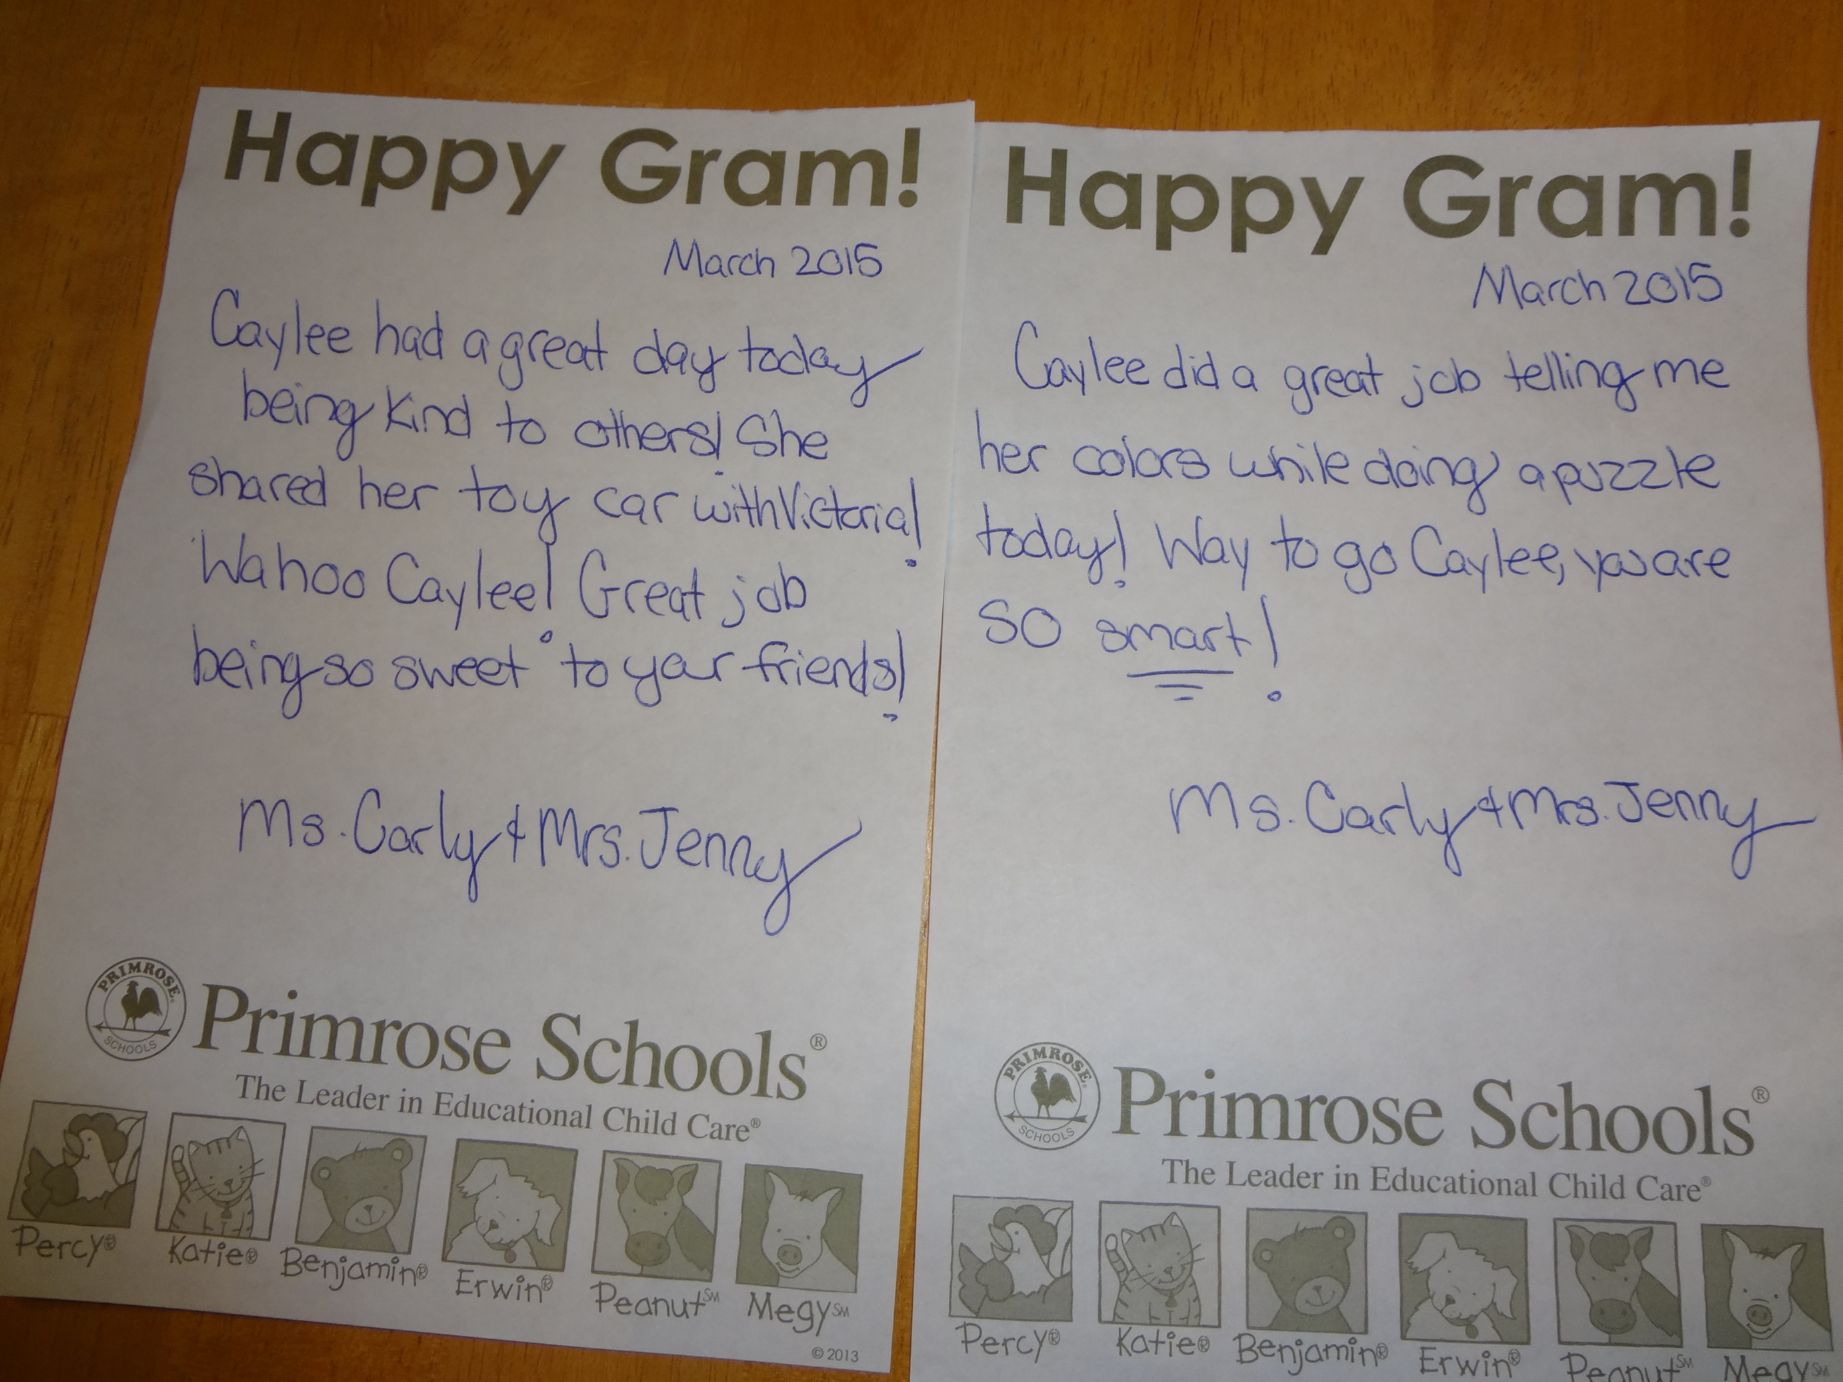 Happy Gram!
March 2015
Caylee had a great day today
being kind to others! She
shared her toy car with Victoria!
Wahoo Caylee! Great job
being so sweet to your friends!
Ms. Carly & Mrs. Jenny
PRIMROSE®
SCHOOLS
Primrose Schools®
The Leader in Educational Child Care®
Percy® Katie® Benjamin® Erwin® Peanut℠ Megy℠
© 2013
Happy Gram!
March 2015
Caylee did a great job telling me
her colors while doing a puzzle
today! Way to go Caylee, you are
SO smart!
Ms. Carly & Mrs. Jenny
PRIMROSE®
SCHOOLS
Primrose Schools®
The Leader in Educational Child Care®
Percy® Katie® Benjamin® Erwin® Peanut℠ Megy℠